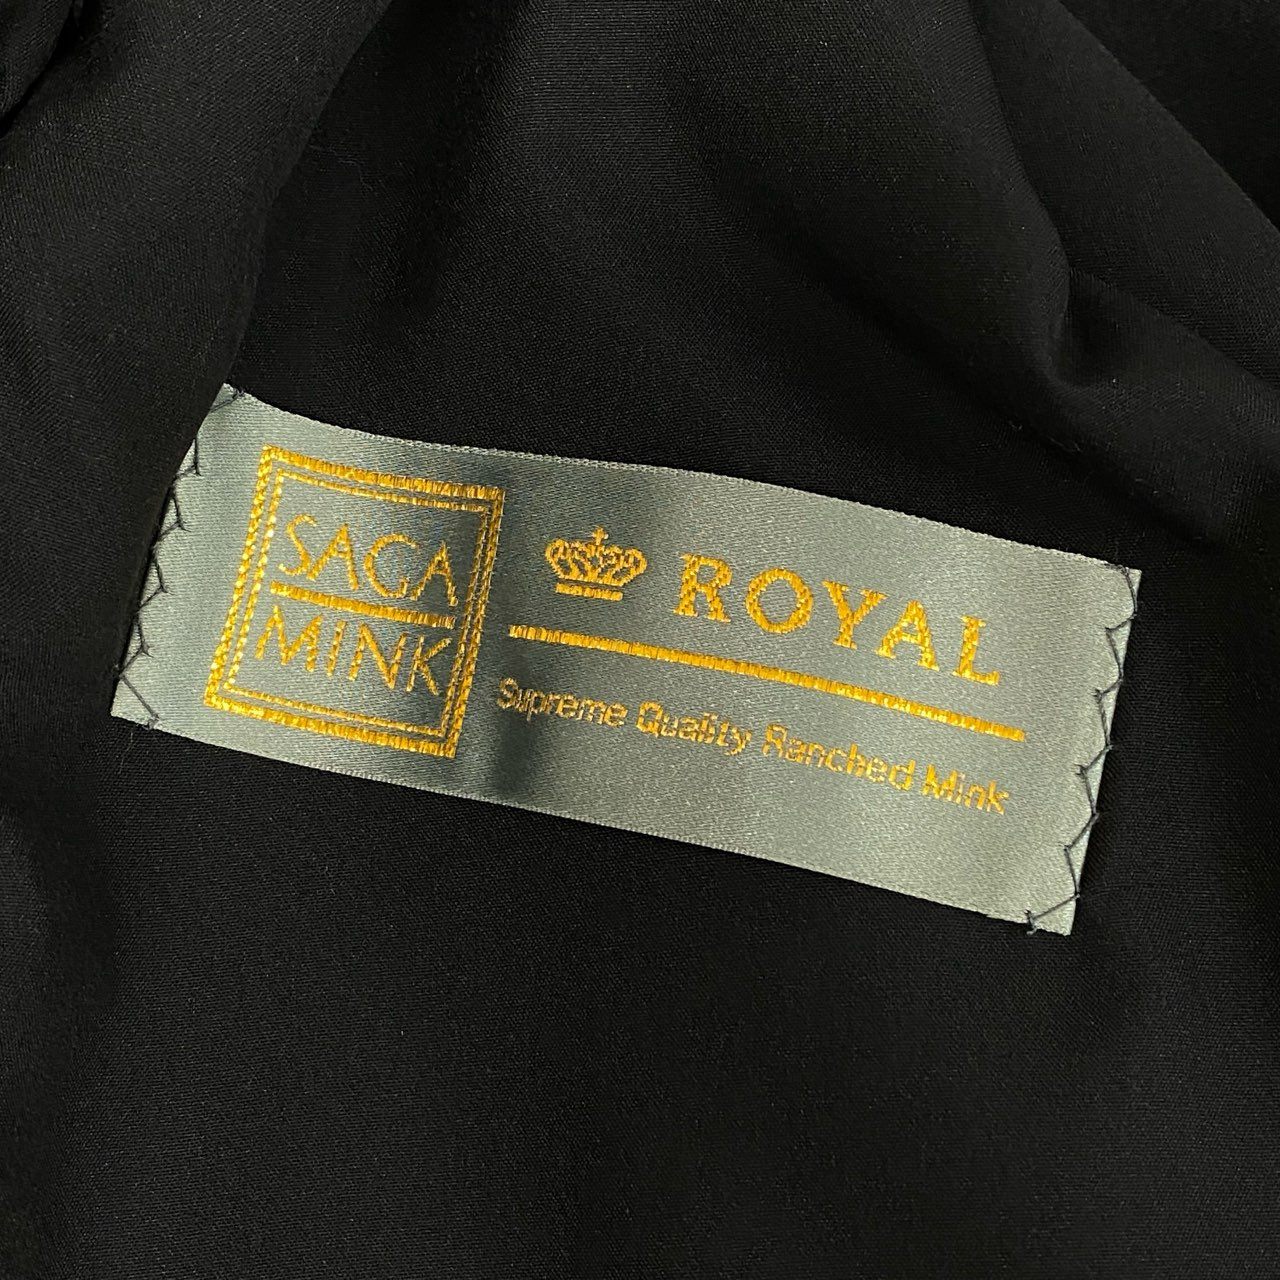 SAGA
MINK
ROYAL
Supreme Quality Ranched Mink